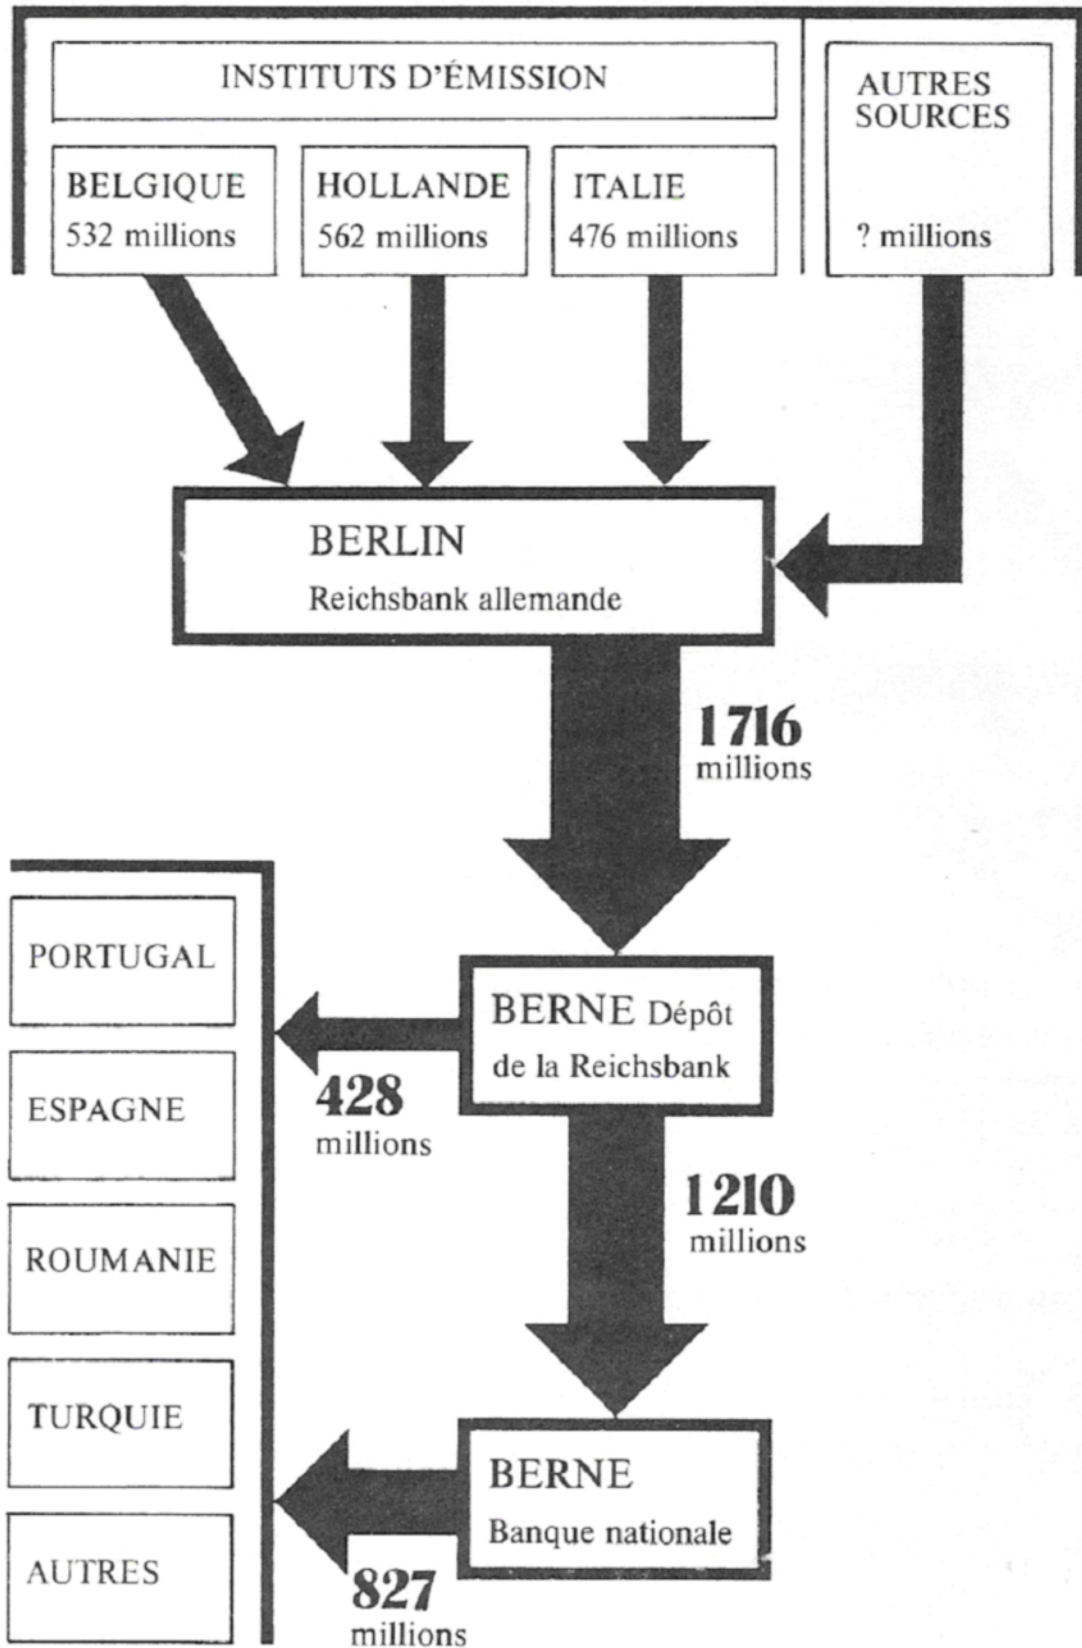 INSTITUTS D'ÉMISSION
AUTRES
SOURCES
? millions
BELGIQUE
532 millions
HOLLANDE
562 millions
ITALIE
476 millions
BERLIN
Reichsbank allemande
1716
millions
PORTUGAL
ESPAGNE
ROUMANIE
TURQUIE
AUTRES
BERNE Dépôt
de la Reichsbank
428
millions
1210
millions
BERNE
Banque nationale
827
millions